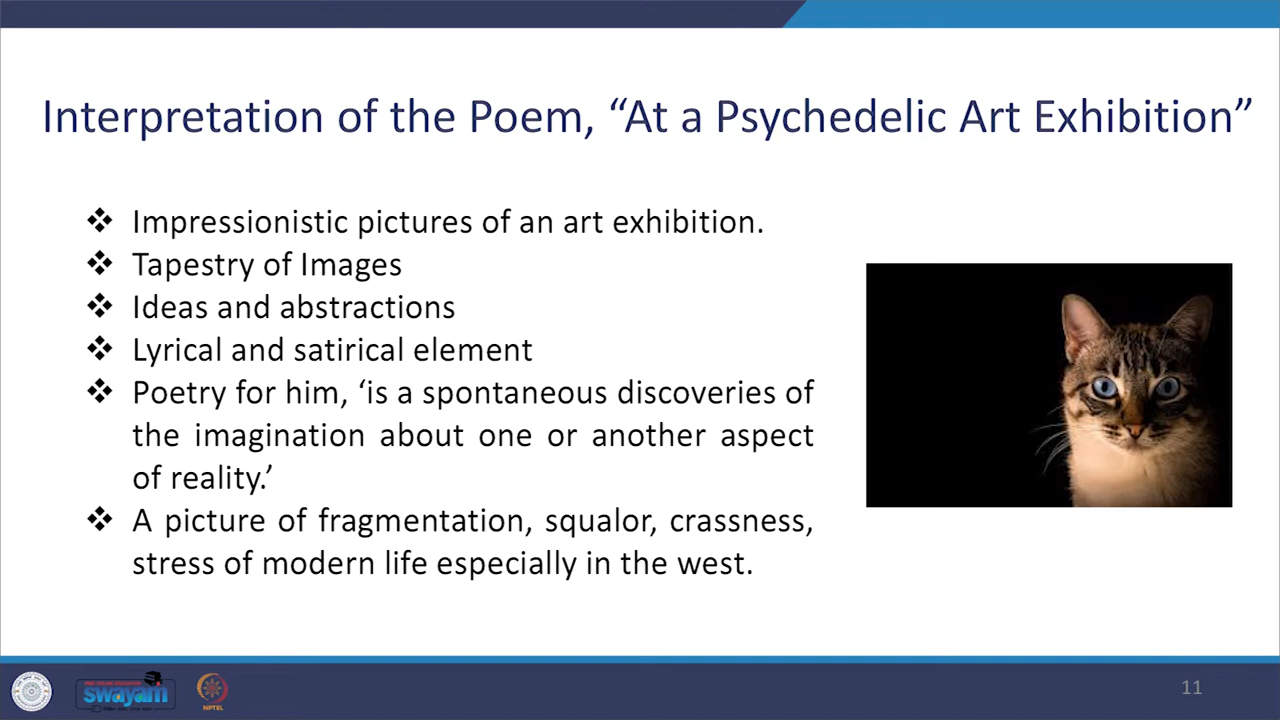 Interpretation of the Poem, “At a Psychedelic Art Exhibition”
❖ Impressionistic pictures of an art exhibition.
❖ Tapestry of Images
❖ Ideas and abstractions
❖ Lyrical and satirical element
❖ Poetry for him, ‘is a spontaneous discoveries of
the imagination about one or another aspect
of reality.’
❖ A picture of fragmentation, squalor, crassness,
stress of modern life especially in the west.
swayam
NPTEL
11